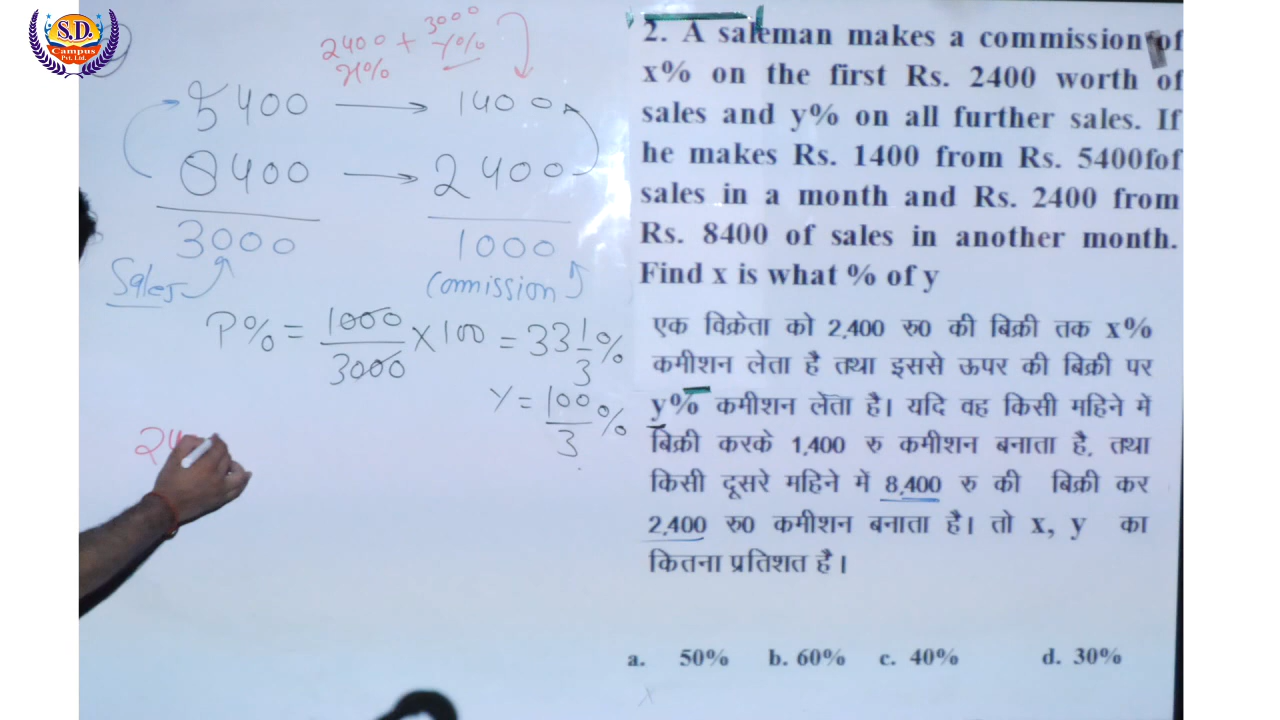 S.D.
Campus
Pvt. Ltd.
2400 + 3000
x% y%
5400 → 1400
8400 → 2400
3000 1000
Sales Commission
P% = 1000/3000 × 100 = 33 1/3 %
Y = 100/3 %
2. A saleman makes a commission of
x% on the first Rs. 2400 worth of
sales and y% on all further sales. If
he makes Rs. 1400 from Rs. 5400fof
sales in a month and Rs. 2400 from
Rs. 8400 of sales in another month.
Find x is what % of y
एक विक्रेता को 2,400 रु0 की बिक्री तक x%
कमीशन लेता है तथा इससे ऊपर की बिक्री पर
y% कमीशन लेता है। यदि वह किसी महिने में
बिक्री करके 1,400 रु कमीशन बनाता है, तथा
किसी दूसरे महिने में 8,400 रु की बिक्री कर
2,400 रु0 कमीशन बनाता है। तो x, y का
कितना प्रतिशत है।
a. 50% b. 60% c. 40% d. 30%